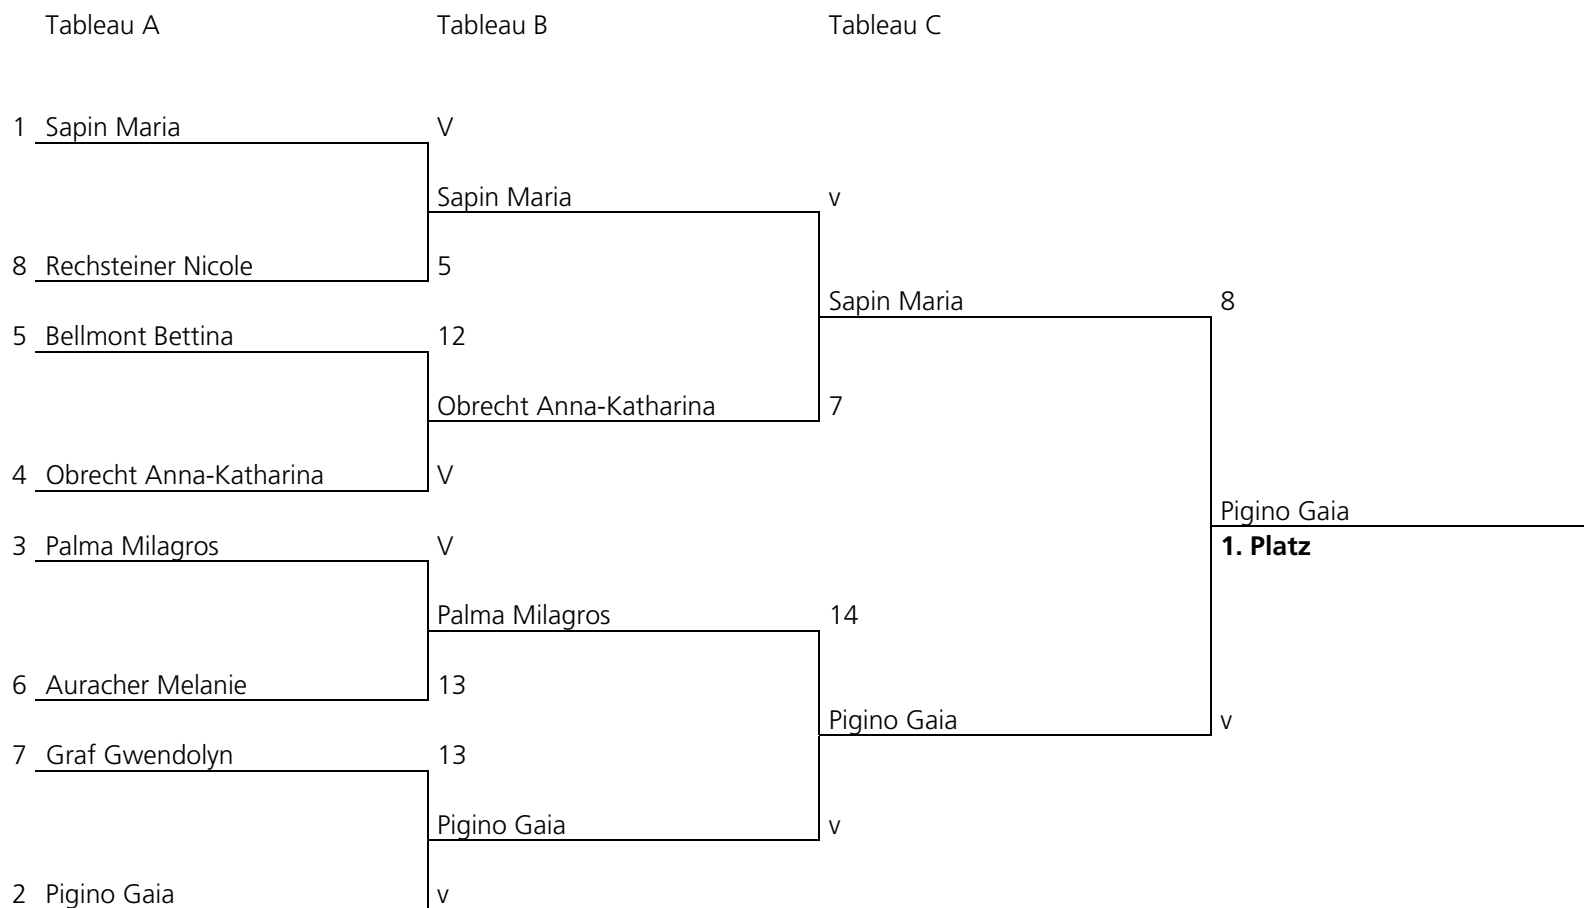 Tableau A Tableau B Tableau C
1 Sapin Maria V
Sapin Maria v
8 Rechsteiner Nicole 5
Sapin Maria 8
5 Bellmont Bettina 12
Obrecht Anna-Katharina 7
4 Obrecht Anna-Katharina V
Pigino Gaia
3 Palma Milagros V 1. Platz
Palma Milagros 14
6 Auracher Melanie 13
Pigino Gaia v
7 Graf Gwendolyn 13
Pigino Gaia v
2 Pigino Gaia v